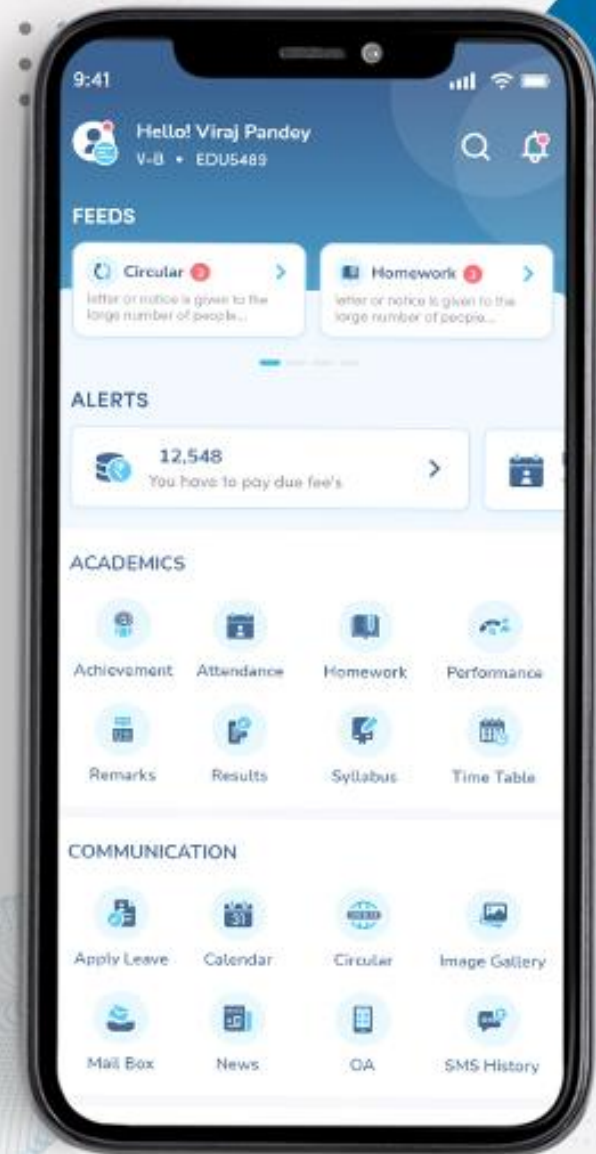 9:41
Hello! Viraj Pandey
V-B • EDU5489
FEEDS
Circular
letter or notice is given to the
large number of people...
Homework
letter or notice is given to the
large number of people...
ALERTS
12,548
You have to pay due fee's
ACADEMICS
Achievement Attendance Homework Performance
Remarks Results Syllabus Time Table
COMMUNICATION
31
Apply Leave Calendar Circular Image Gallery
Mail Box News OA SMS History